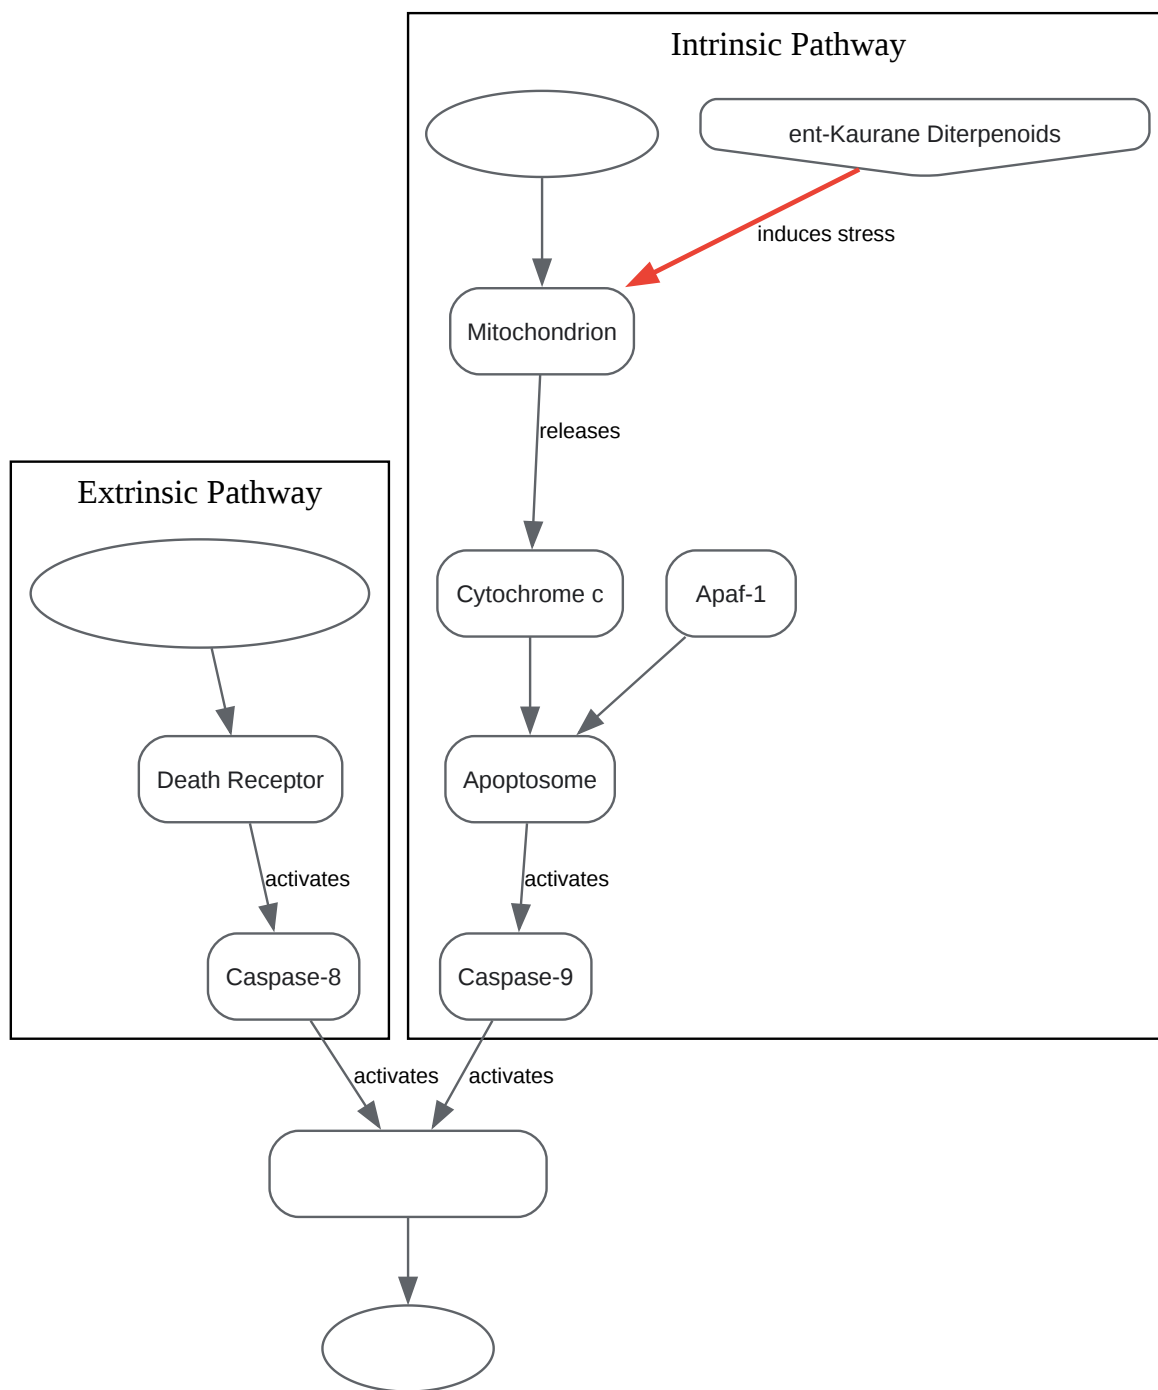 Intrinsic Pathway
ent-Kaurane Diterpenoids
induces stress
Mitochondrion
releases
Extrinsic Pathway
Cytochrome c
Apaf-1
Death Receptor
Apoptosome
activates
activates
Caspase-8
Caspase-9
activates
activates